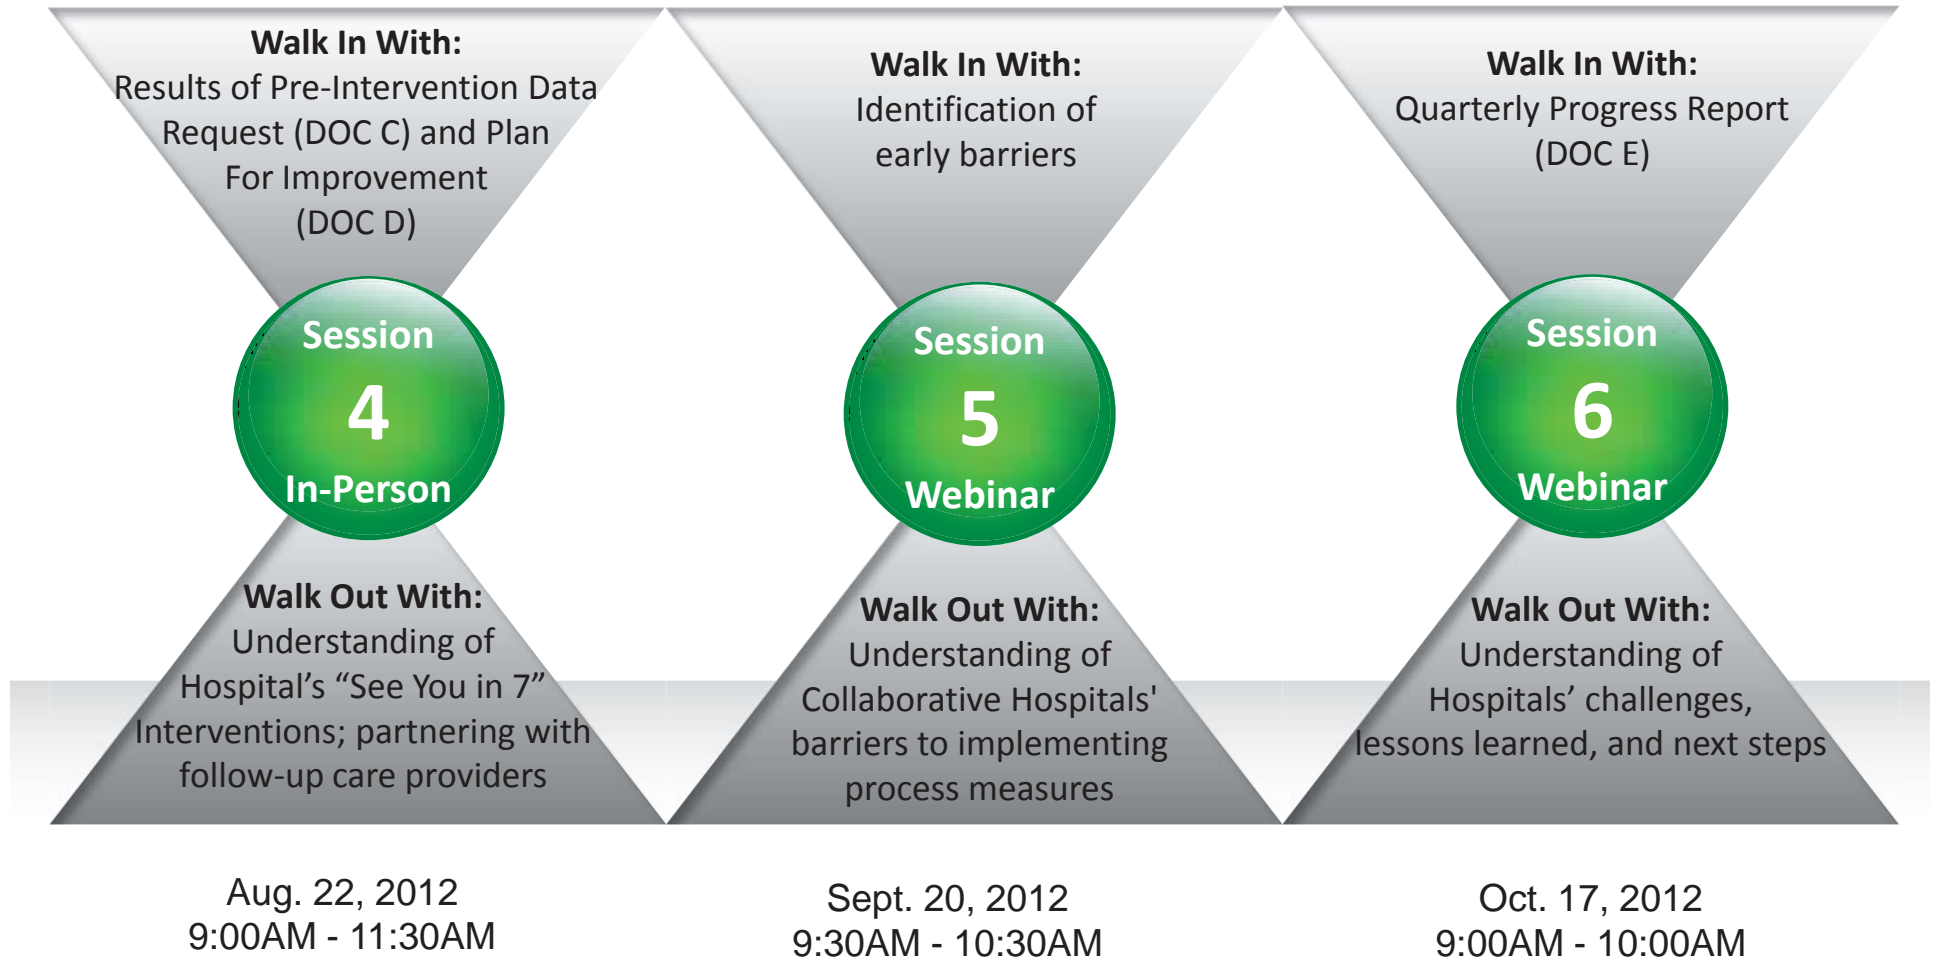 Walk In With:
Results of Pre-Intervention Data
Request (DOC C) and Plan
For Improvement
(DOC D)
Session
4
In-Person
Walk Out With:
Understanding of
Hospital's “See You in 7”
Interventions; partnering with
follow-up care providers
Aug. 22, 2012
9:00AM - 11:30AM
Walk In With:
Identification of
early barriers
Session
5
Webinar
Walk Out With:
Understanding of
Collaborative Hospitals'
barriers to implementing
process measures
Sept. 20, 2012
9:30AM - 10:30AM
Walk In With:
Quarterly Progress Report
(DOC E)
Session
6
Webinar
Walk Out With:
Understanding of
Hospitals’ challenges,
lessons learned, and next steps
Oct. 17, 2012
9:00AM - 10:00AM